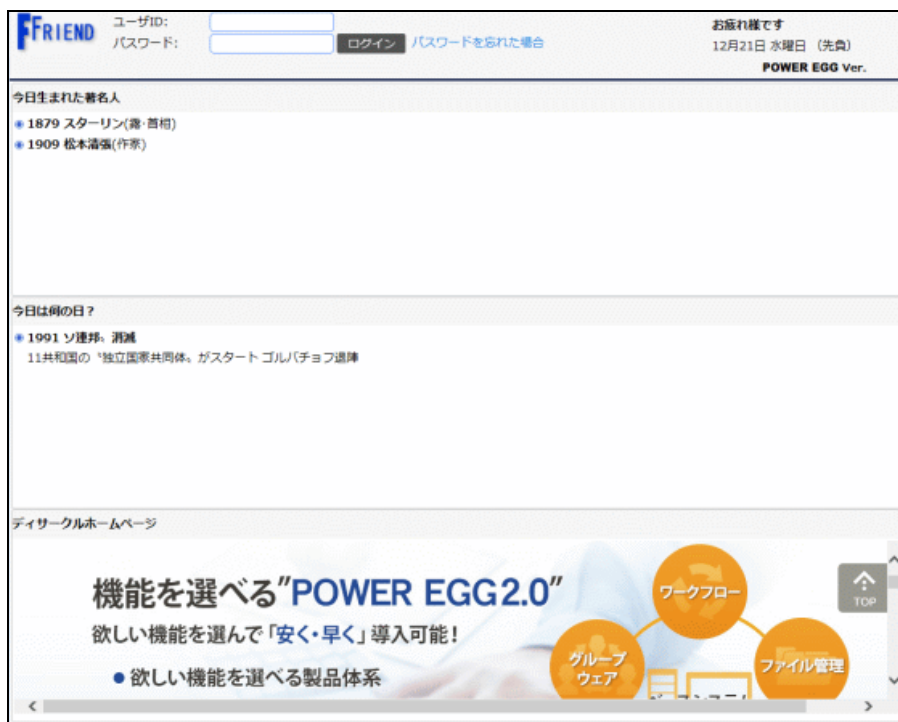 FFRIEND
ユーザID:
パスワード:
ログイン
パスワードを忘れた場合
お疲れ様です
12月21日 水曜日 (先負)
POWER EGG Ver.
今日生まれた著名人
1879 スターリン(露・首相)
1909 松本清張(作家)
今日は何の日?
1991 ソ連邦、消滅
11共和国の〝独立国家共同体〟がスタート ゴルバチョフ退陣
ディサークルホームページ
機能を選べる"POWER EGG2.0"
欲しい機能を選んで「安く・早く」導入可能!
●欲しい機能を選べる製品体系
ワークフロー
グループ
ウェア
ファイル管理
TOP